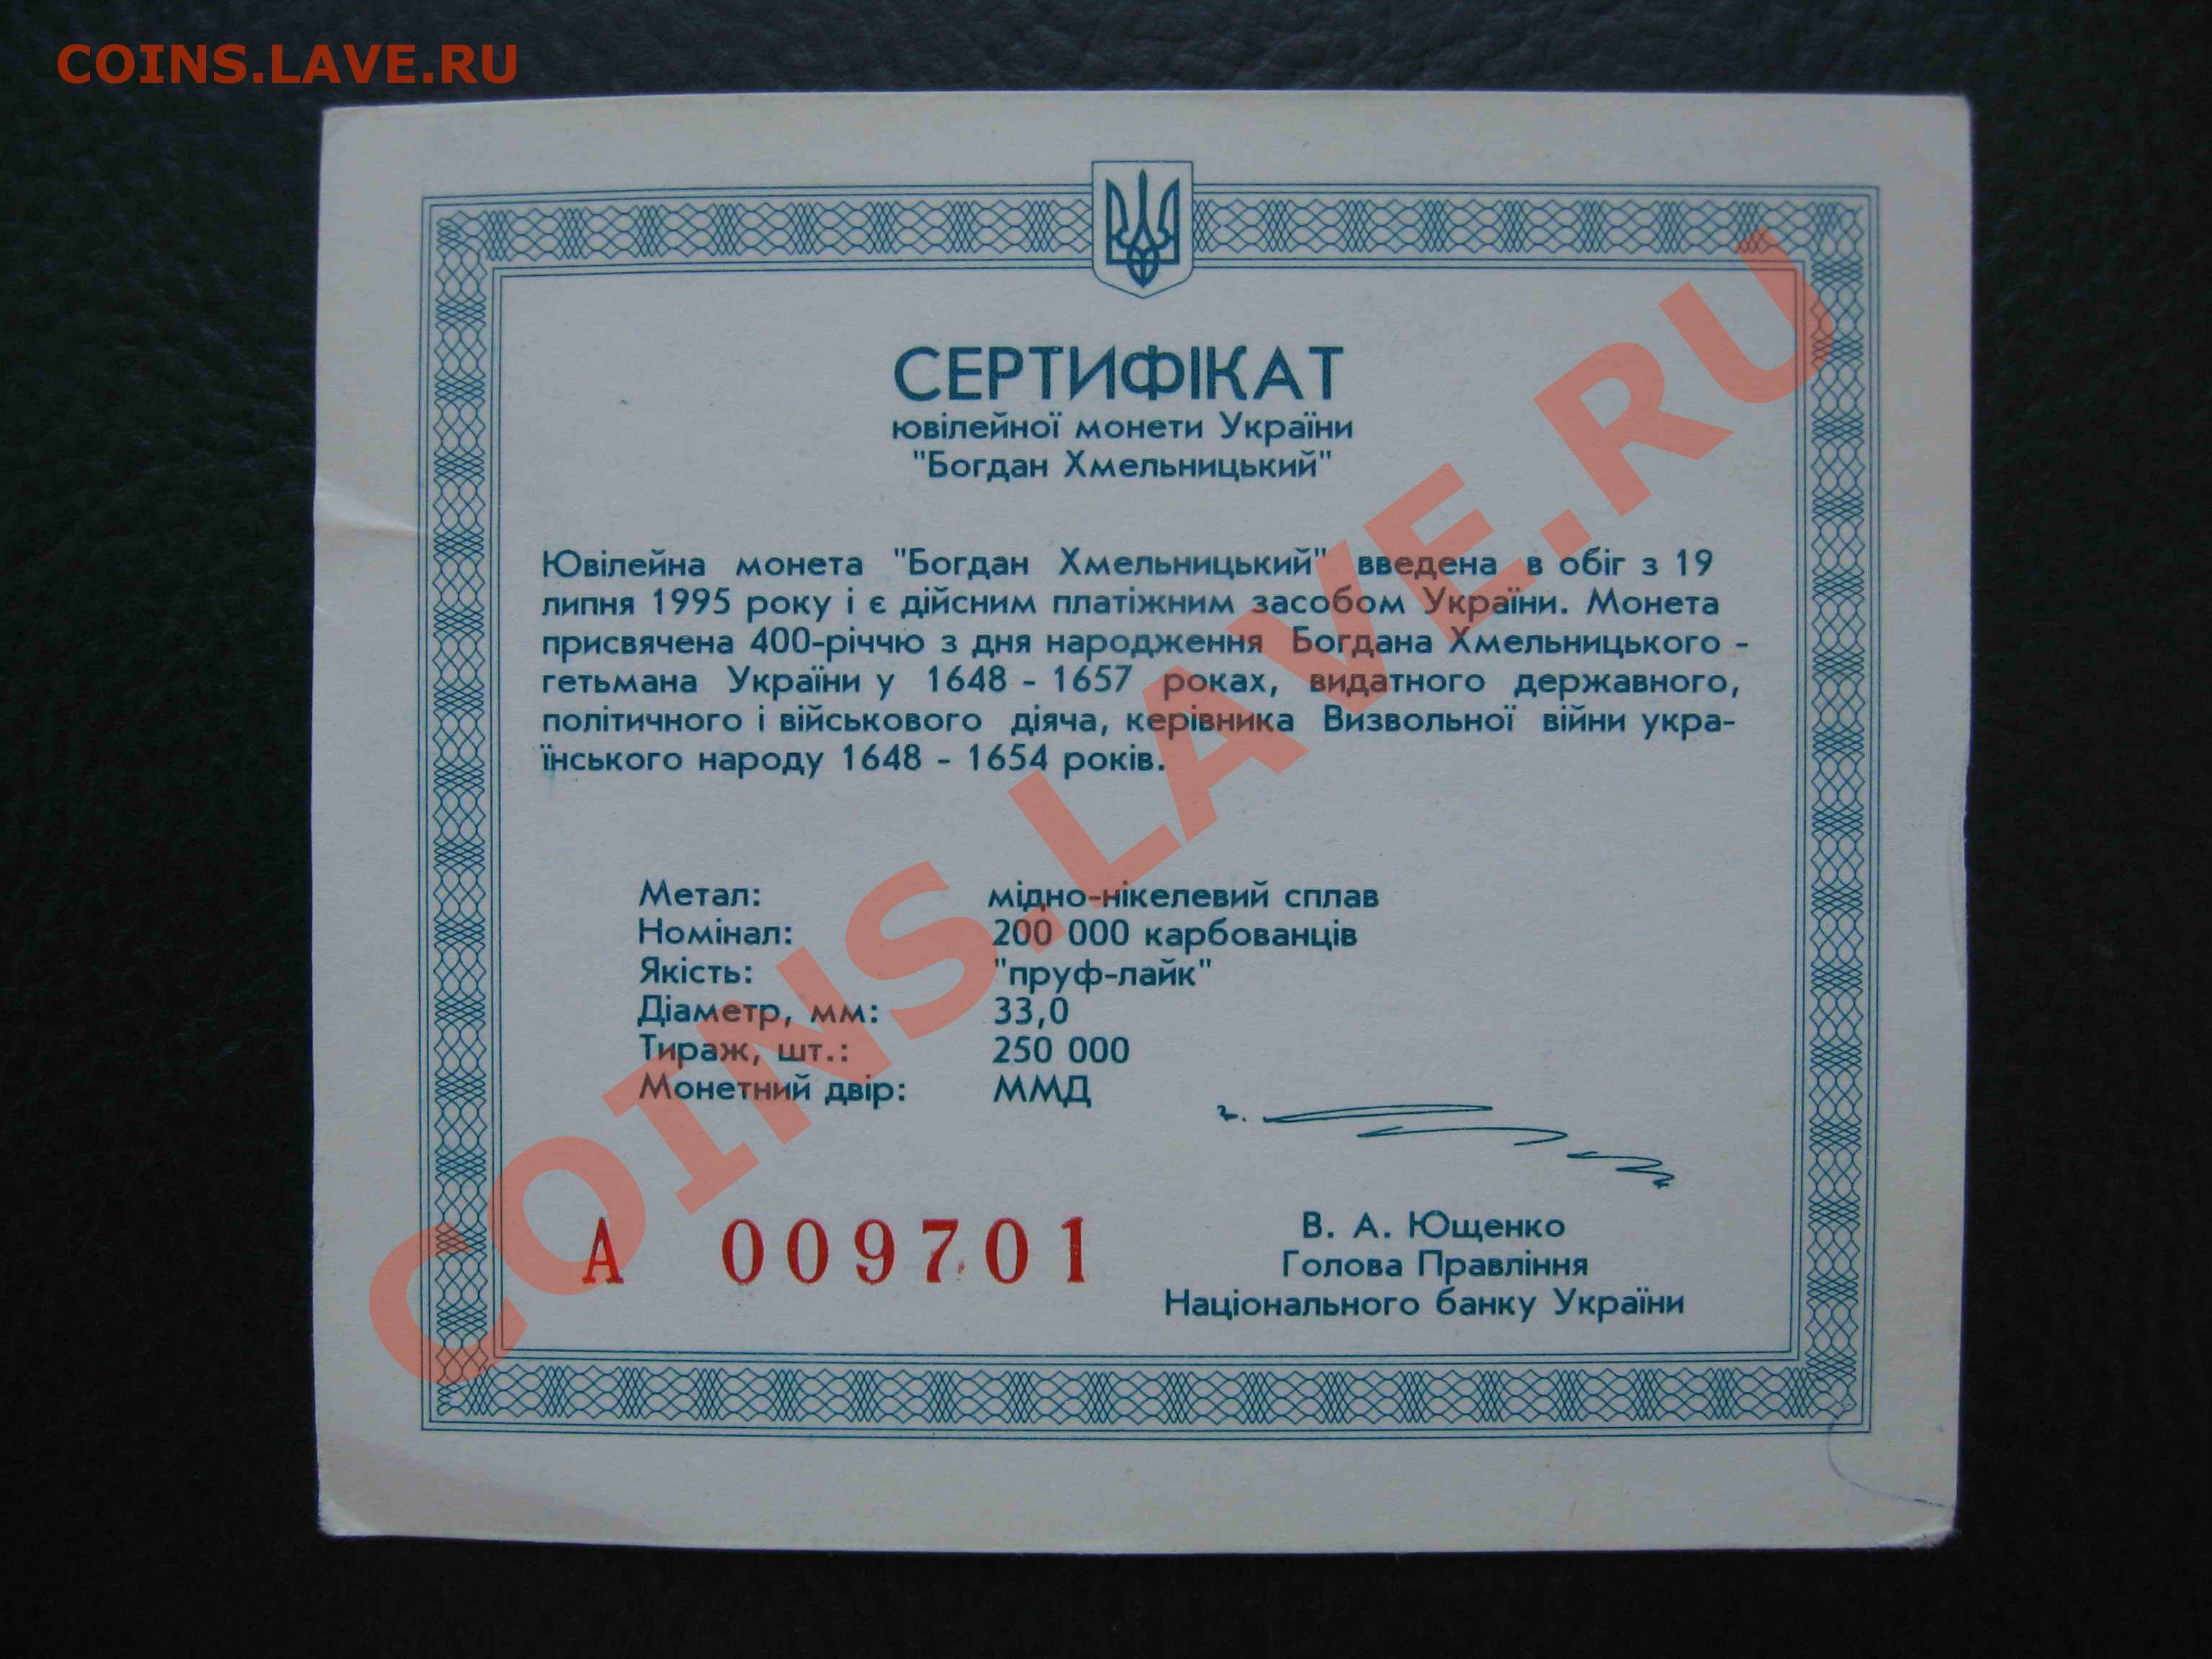 COINS.LAVE.RU
СЕРТИФІКАТ
ювілейної монети України
"Богдан Хмельницький"
Ювілейна монета "Богдан Хмельницький" введена в обіг з 19
липня 1995 року і є дійсним платіжним засобом України. Монета
присвячена 400-річчю з дня народження Богдана Хмельницького -
гетьмана України у 1648 - 1657 роках, видатного державного,
політичного і військового діяча, керівника Визвольної війни укра-
їнського народу 1648 - 1654 років.
Метал: мідно-нікелевий сплав
Номінал: 200 000 карбованців
Якість: "пруф-лайк"
Діаметр, мм: 33,0
Тираж, шт.: 250 000
Монетний двір: ММД
А 009701
В. А. Ющенко
Голова Правління
Національного банку України
COINS.LAVE.RU